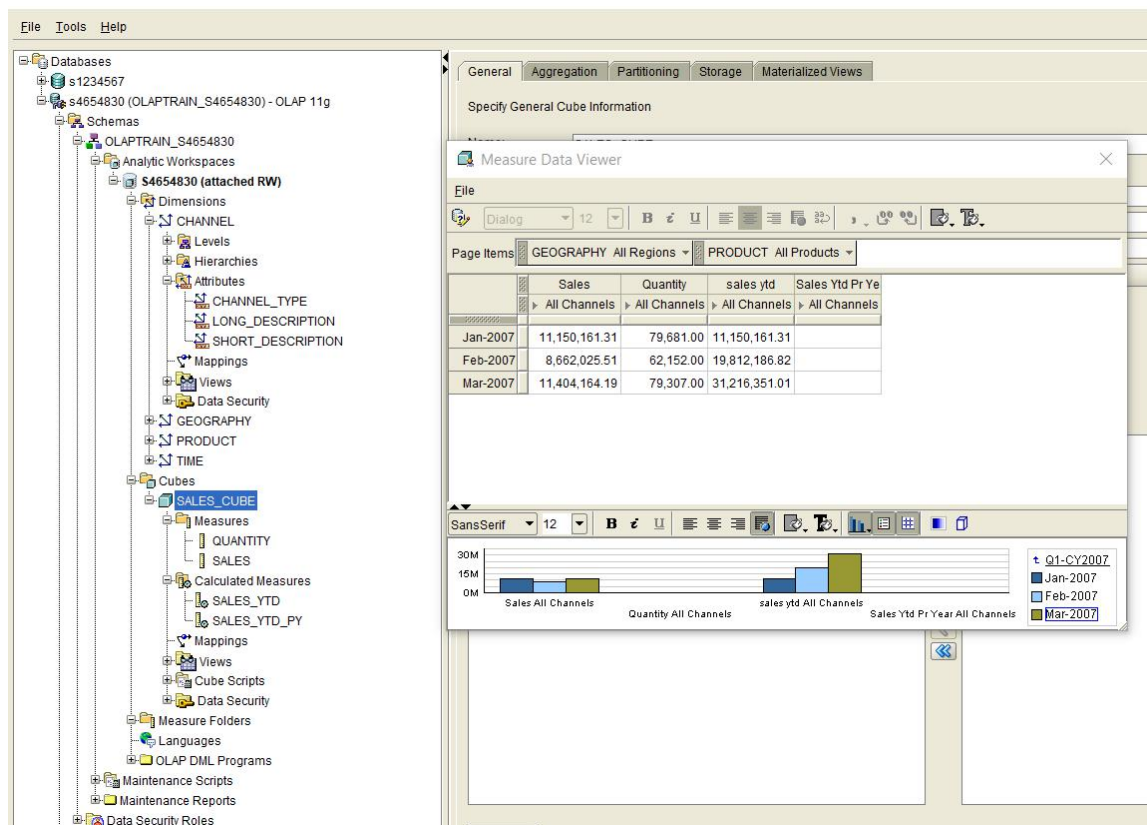 File Tools Help
Databases
s1234567
s4654830 (OLAPTRAIN_S4654830) - OLAP 11g
Schemas
OLAPTRAIN_S4654830
Analytic Workspaces
S4654830 (attached RW)
Dimensions
CHANNEL
Levels
Hierarchies
Attributes
CHANNEL_TYPE
LONG_DESCRIPTION
SHORT_DESCRIPTION
Mappings
Views
Data Security
GEOGRAPHY
PRODUCT
TIME
Cubes
SALES_CUBE
Measures
QUANTITY
SALES
Calculated Measures
SALES_YTD
SALES_YTD_PY
Mappings
Views
Cube Scripts
Data Security
Measure Folders
Languages
OLAP DML Programs
Maintenance Scripts
Maintenance Reports
Data Security Roles
General Aggregation Partitioning Storage Materialized Views
Specify General Cube Information
Measure Data Viewer
File
Dialog 12 B i U
Page Items GEOGRAPHY All Regions PRODUCT All Products
Sales Quantity sales ytd Sales Ytd Pr Ye
All Channels All Channels All Channels All Channels
Jan-2007 11,150,161.31 79,681.00 11,150,161.31
Feb-2007 8,662,025.51 62,152.00 19,812,186.82
Mar-2007 11,404,164.19 79,307.00 31,216,351.01
SansSerif 12 B i U
30M
15M
0M
Sales All Channels
Quantity All Channels
sales ytd All Channels
Sales Ytd Pr Year All Channels
Q1-CY2007
Jan-2007
Feb-2007
Mar-2007